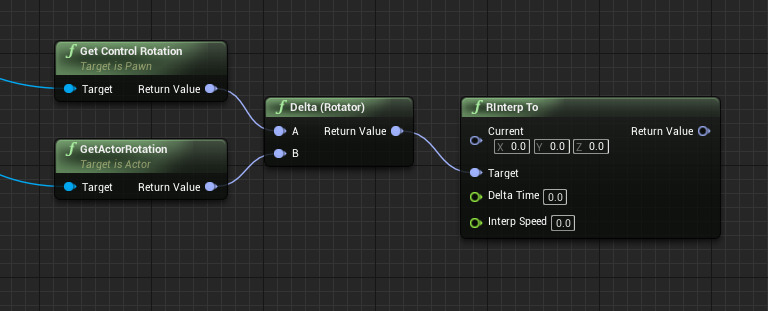 f Get Control Rotation
Target is Pawn
Target Return Value
f GetActorRotation
Target is Actor
Target Return Value
f Delta (Rotator)
A Return Value
B
f RInterp To
Current Return Value
X 0.0 Y 0.0 Z 0.0
Target
Delta Time 0.0
Interp Speed 0.0